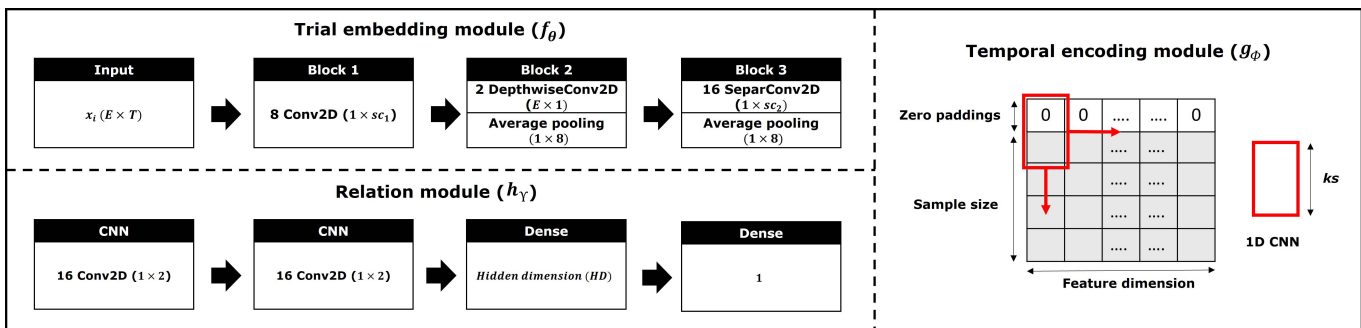 Trial embedding module (f_θ)
Input
x_i (E × T)
Block 1
8 Conv2D (1 × sc_1)
Block 2
2 DepthwiseConv2D
(E × 1)
Average pooling
(1 × 8)
Block 3
16 SeparConv2D
(1 × sc_2)
Average pooling
(1 × 8)
Relation module (h_Υ)
CNN
16 Conv2D (1 × 2)
CNN
16 Conv2D (1 × 2)
Dense
Hidden dimension (HD)
Dense
1
Temporal encoding module (g_Φ)
Zero paddings
0 0 .... .... 0
.... ....
.... ....
.... ....
.... ....
Sample size
Feature dimension
ks
1D CNN